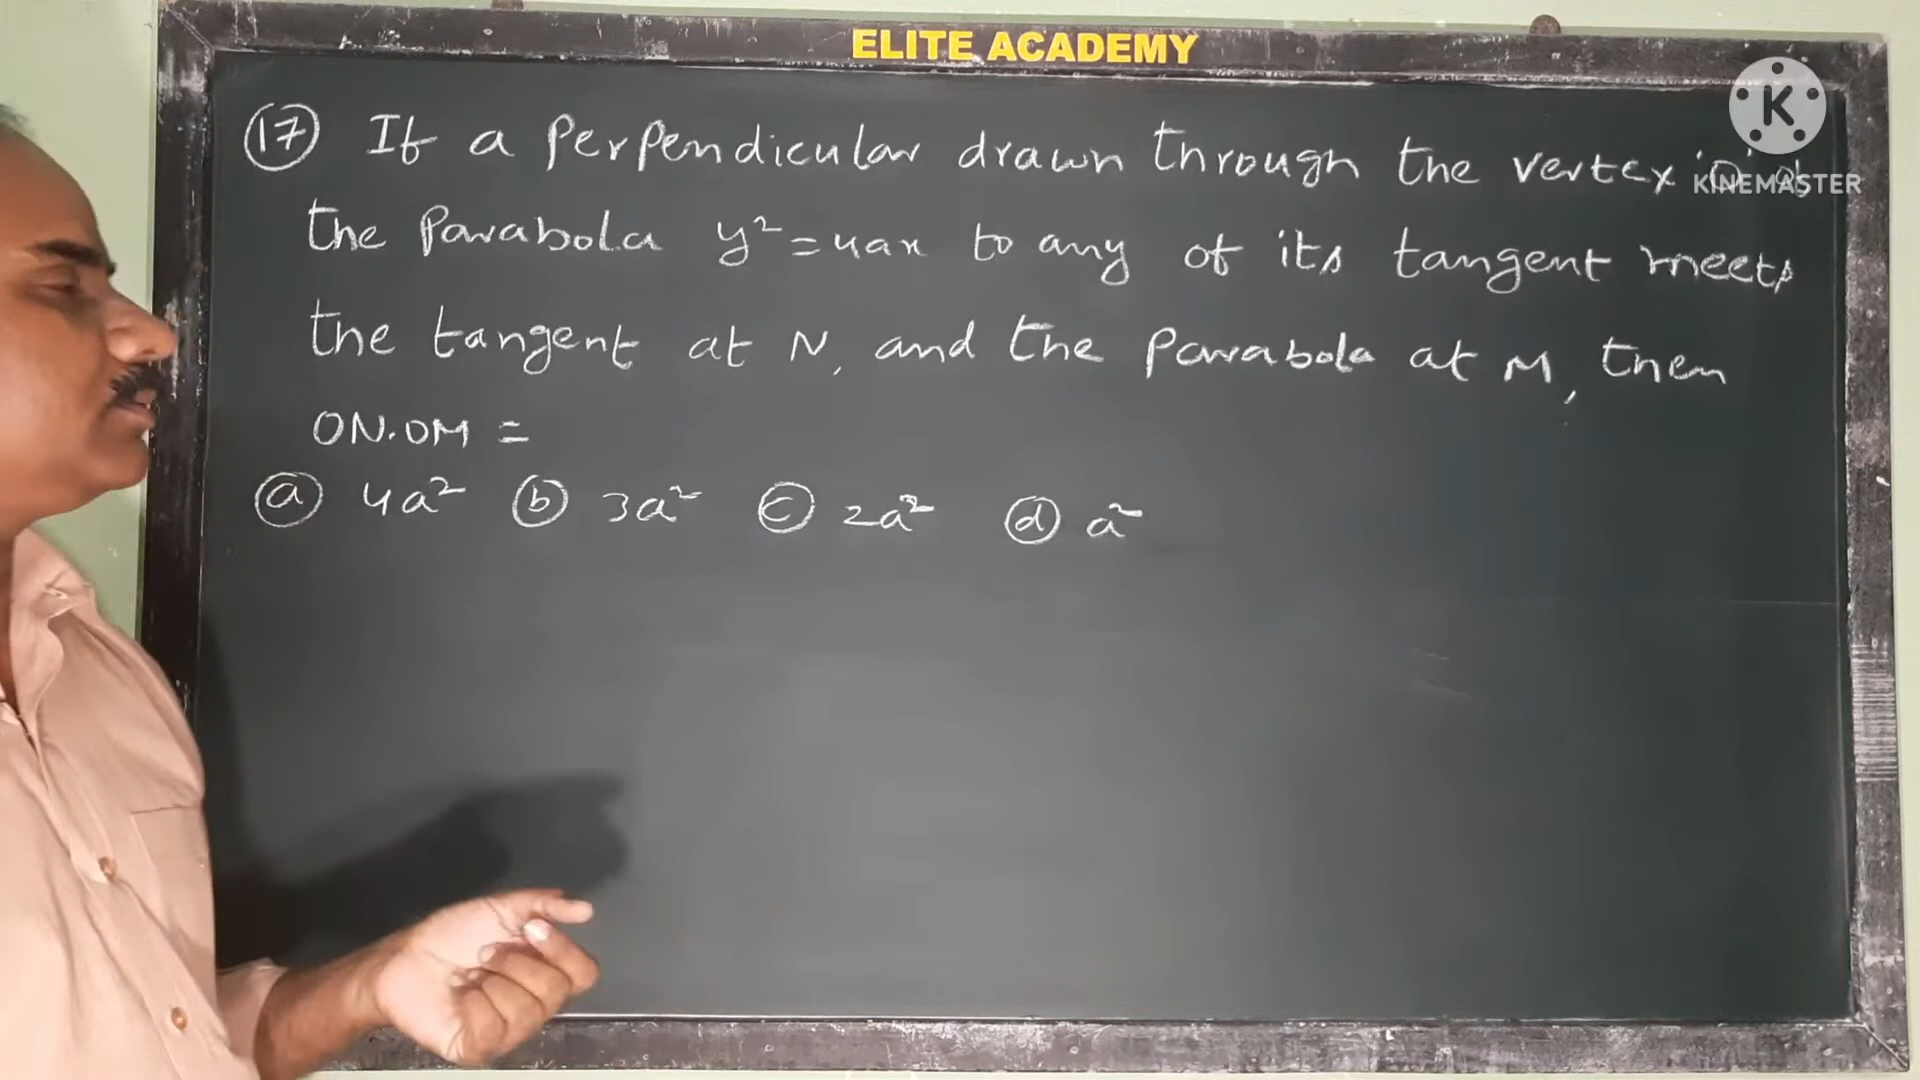 ELITE ACADEMY
K
KINEMASTER
(17) If a Perpendicular drawn through the vertex 'O' of
the Parabola y² = 4ax to any of its tangent meets
the tangent at N, and the Parabola at M, then
ON.OM =
(a) 4a² (b) 3a² (c) 2a² (d) a²